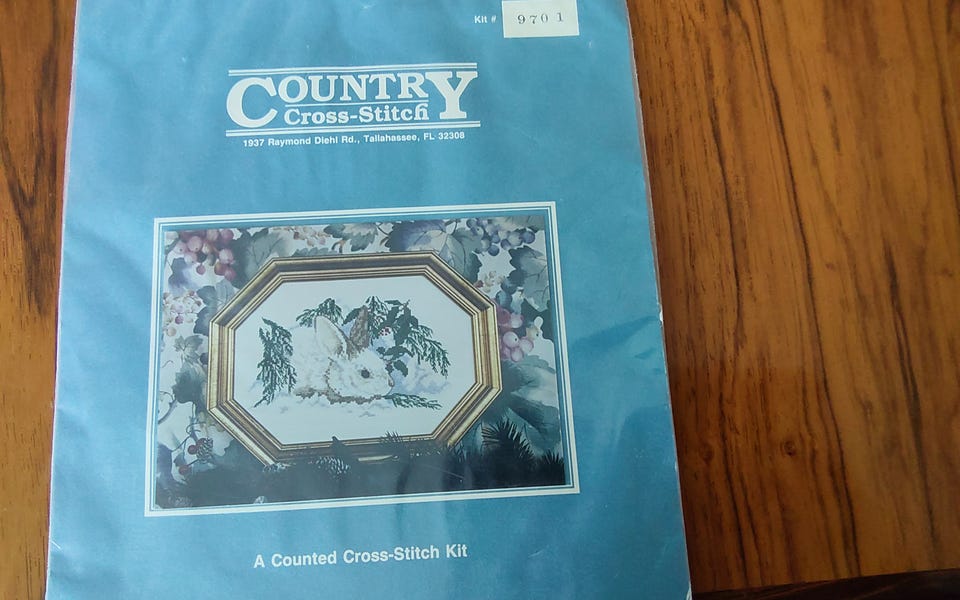 Kit # 9701
COUNTRY
Cross-Stitch
1937 Raymond Diehl Rd., Tallahassee, FL 32308
A Counted Cross-Stitch Kit